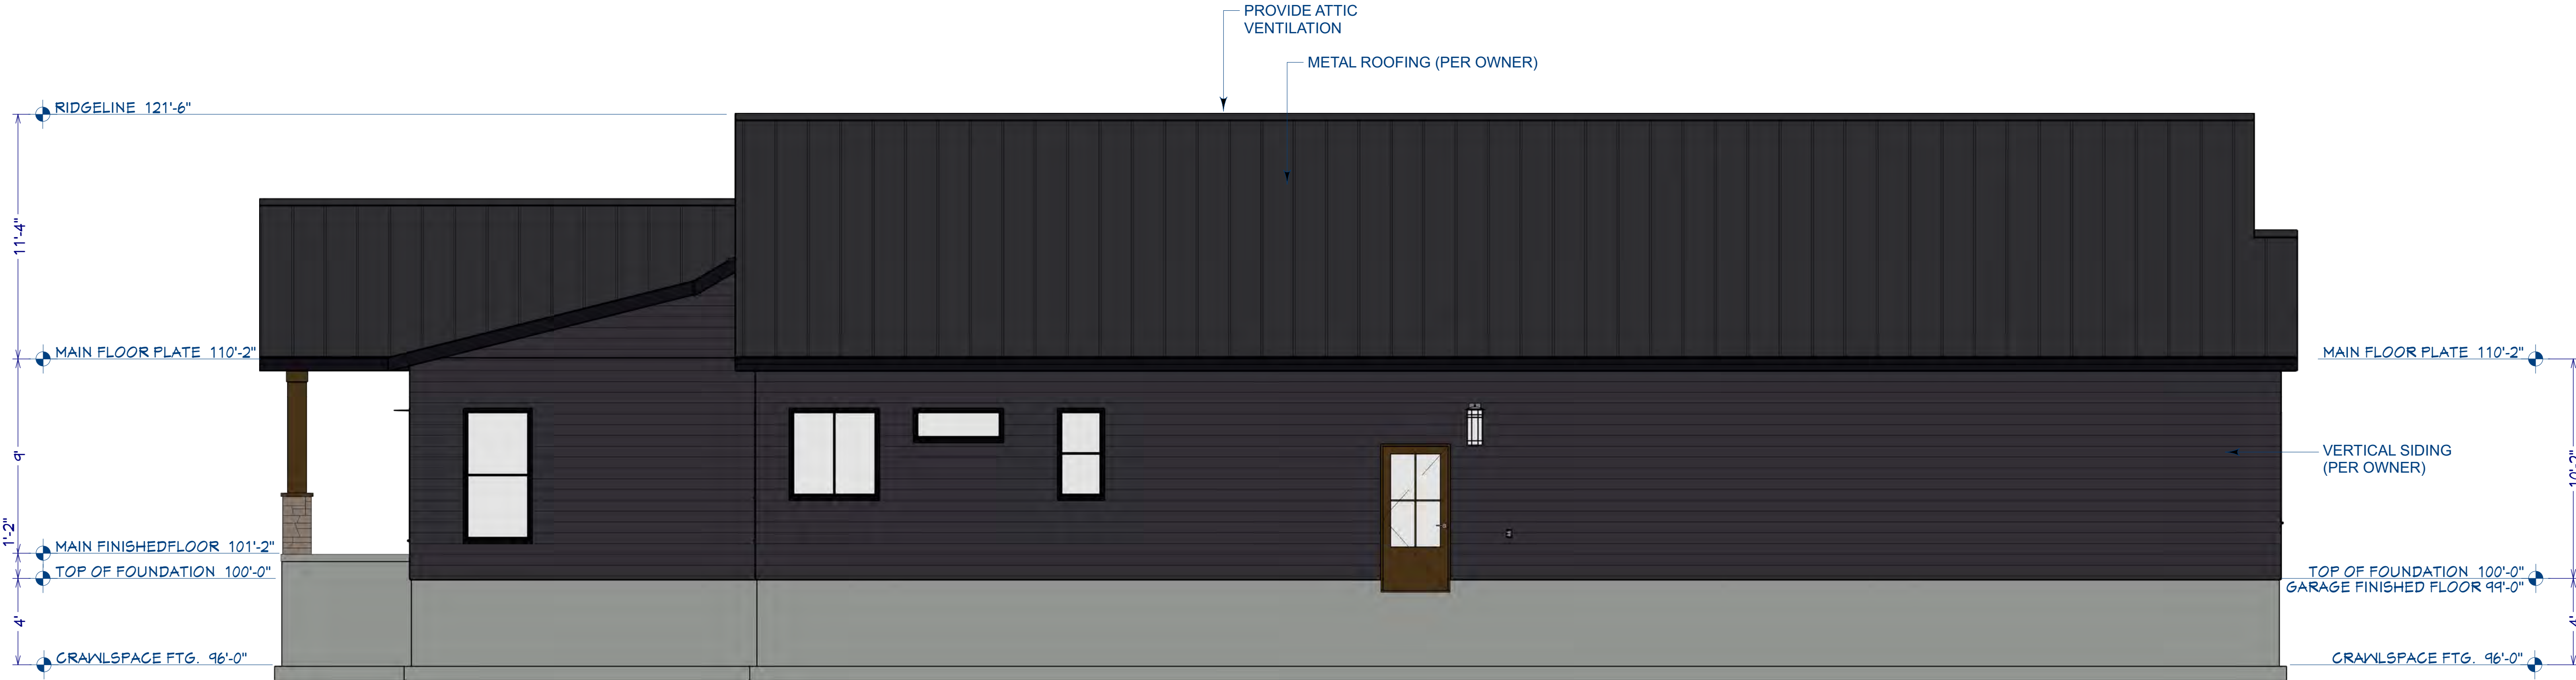 PROVIDE ATTIC
VENTILATION
METAL ROOFING (PER OWNER)
RIDGELINE 121'-6"
11'-4"
MAIN FLOOR PLATE 110'-2"
MAIN FLOOR PLATE 110'-2"
9'
10'-2"
VERTICAL SIDING
(PER OWNER)
1'-2"
MAIN FINISHEDFLOOR 101'-2"
TOP OF FOUNDATION 100'-0"
TOP OF FOUNDATION 100'-0"
GARAGE FINISHED FLOOR 99'-0"
4'
4'
CRAWLSPACE FTG. 96'-0"
CRAWLSPACE FTG. 96'-0"